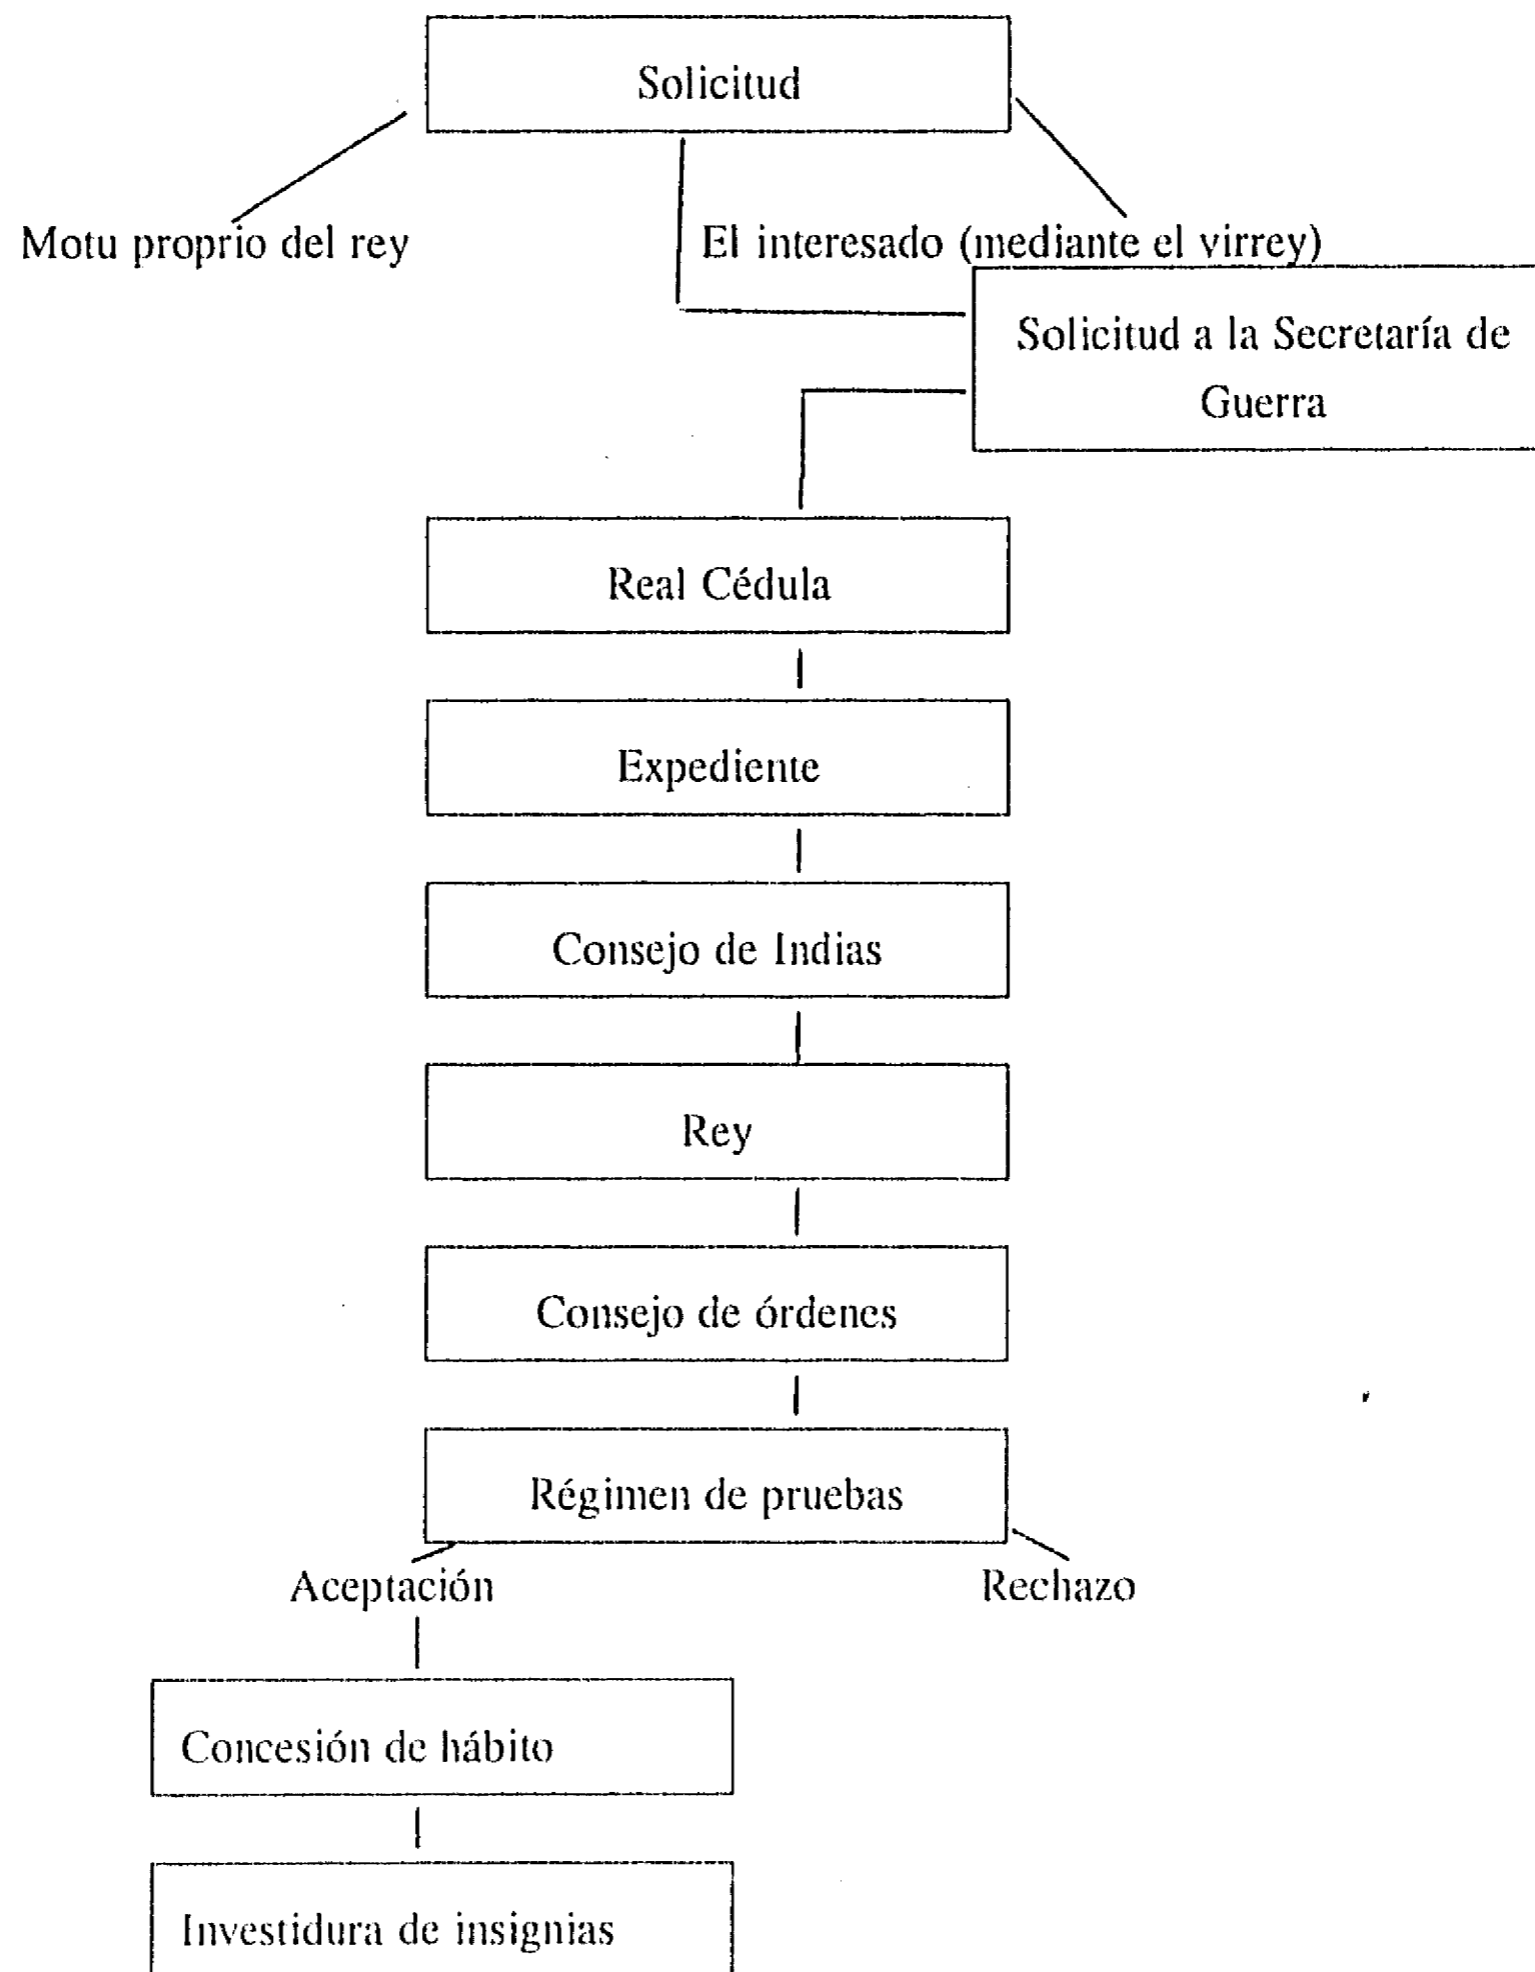 Solicitud
Motu proprio del rey
El interesado (mediante el virrey)
Solicitud a la Secretaría de
Guerra
Real Cédula
Expediente
Consejo de Indias
Rey
Consejo de órdenes
Régimen de pruebas
Aceptación
Rechazo
Concesión de hábito
Investidura de insignias